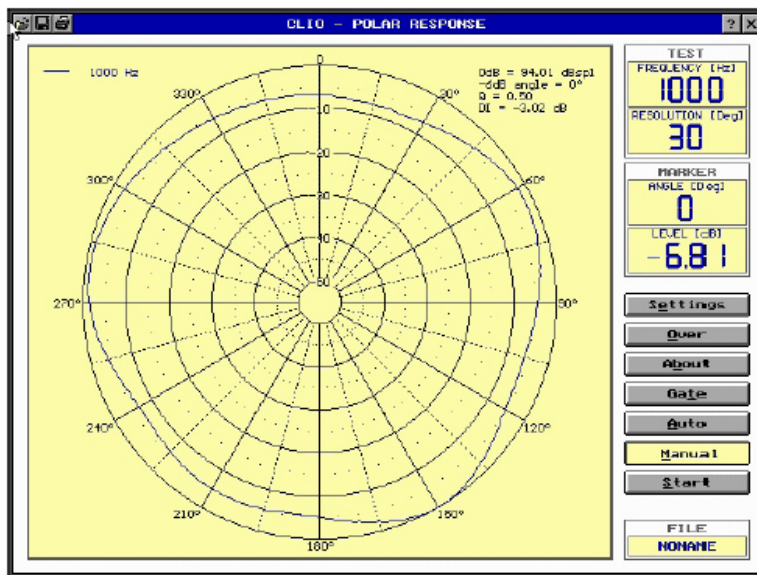 CLIO - POLAR RESPONSE
? X
1000 Hz
0dB = 94.01 dBspl
-6dB angle = 0°
Q = 0.50
DI = -3.02 dB
0
10
20
30
40
50
330°
30°
300°
60°
270°
90°
240°
120°
210°
150°
180°
TEST
FREQUENCY [Hz]
1000
RESOLUTION [Deg]
30
MARKER
ANGLE [Deg]
0
LEVEL [dB]
-6.81
Settings
Over
About
Gate
Auto
Manual
Start
FILE
NONAME